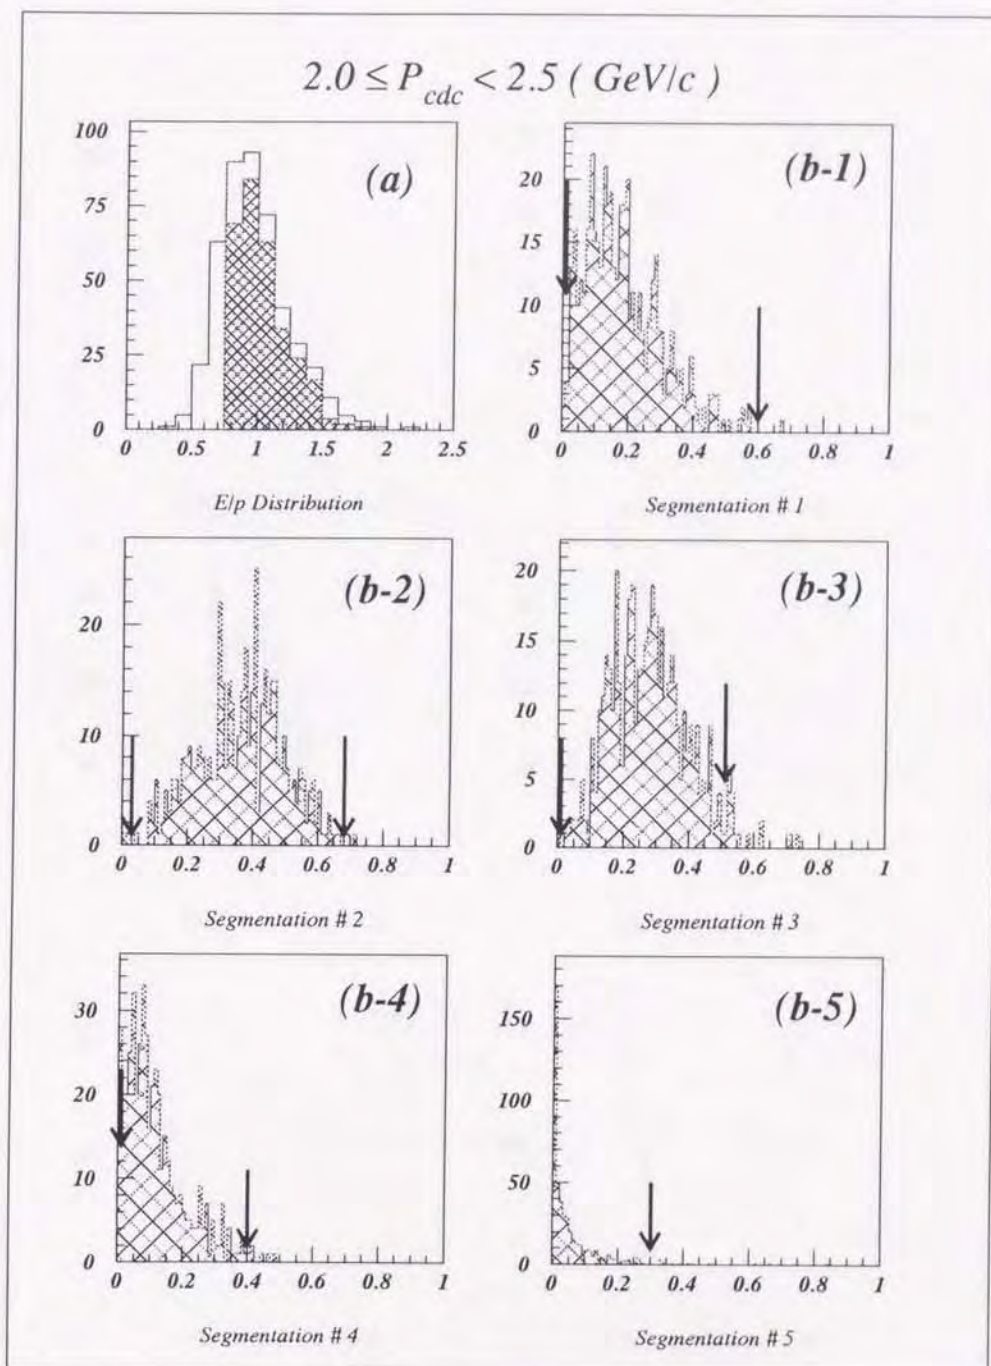 2.0 ≤ P_cdc < 2.5 ( GeV/c )
(a)
100
75
50
25
0
0 0.5 1 1.5 2 2.5
E/p Distribution
(b-1)
20
15
10
5
0
0 0.2 0.4 0.6 0.8 1
Segmentation # 1
(b-2)
20
10
0
0 0.2 0.4 0.6 0.8 1
Segmentation # 2
(b-3)
20
15
10
5
0
0 0.2 0.4 0.6 0.8 1
Segmentation # 3
(b-4)
30
20
10
0
0 0.2 0.4 0.6 0.8 1
Segmentation # 4
(b-5)
150
100
50
0
0 0.2 0.4 0.6 0.8 1
Segmentation # 5